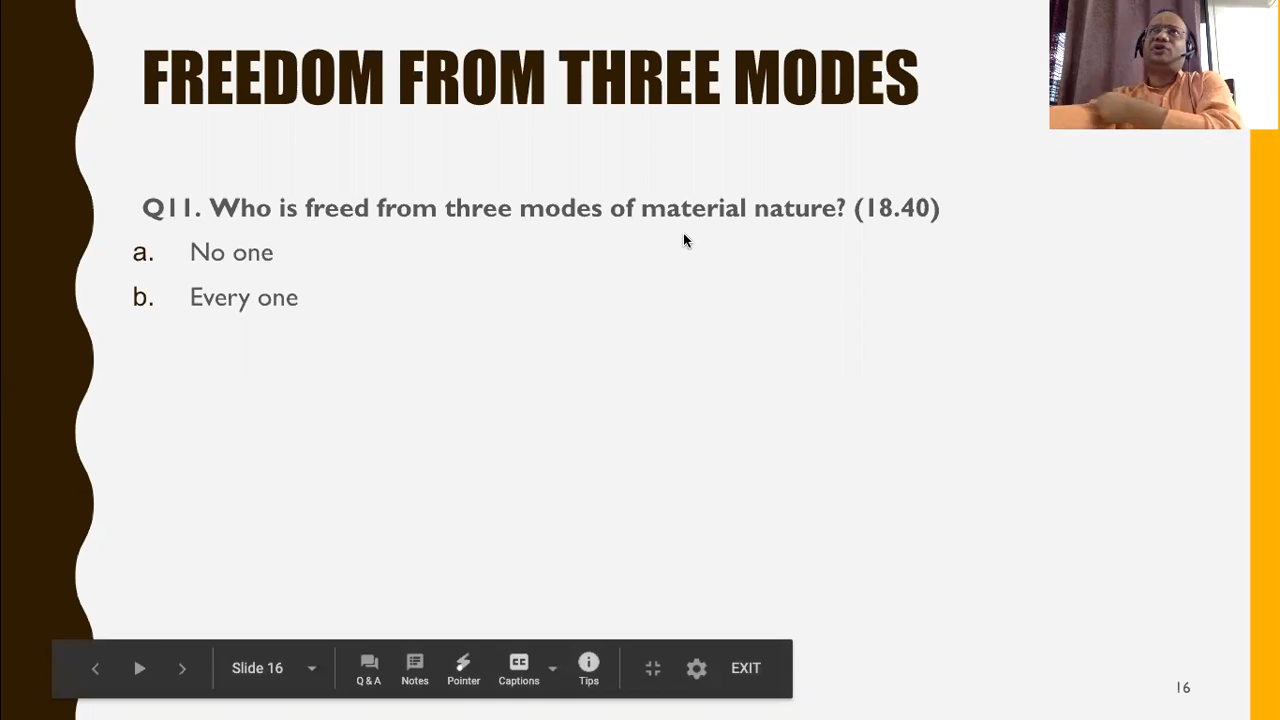 FREEDOM FROM THREE MODES
Q11. Who is freed from three modes of material nature? (18.40)
a. No one
b. Every one
Slide 16
Q & A
Notes
Pointer
CC
Captions
Tips
EXIT
16